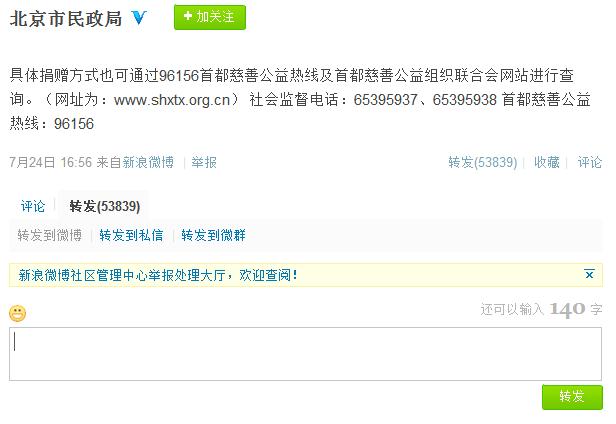 北京市民政局 + 加关注
具体捐赠方式也可通过96156首都慈善公益热线及首都慈善公益组织联合会网站进行查
询。（网址为：www.shxtx.org.cn） 社会监督电话：65395937、65395938 首都慈善公益
热线：96156
7月24日 16:56 来自新浪微博 | 举报 转发(53839) | 收藏 | 评论
评论 转发(53839)
转发到微博 | 转发到私信 | 转发到微群
新浪微博社区管理中心举报处理大厅，欢迎查阅！
还可以输入 140 字
转发